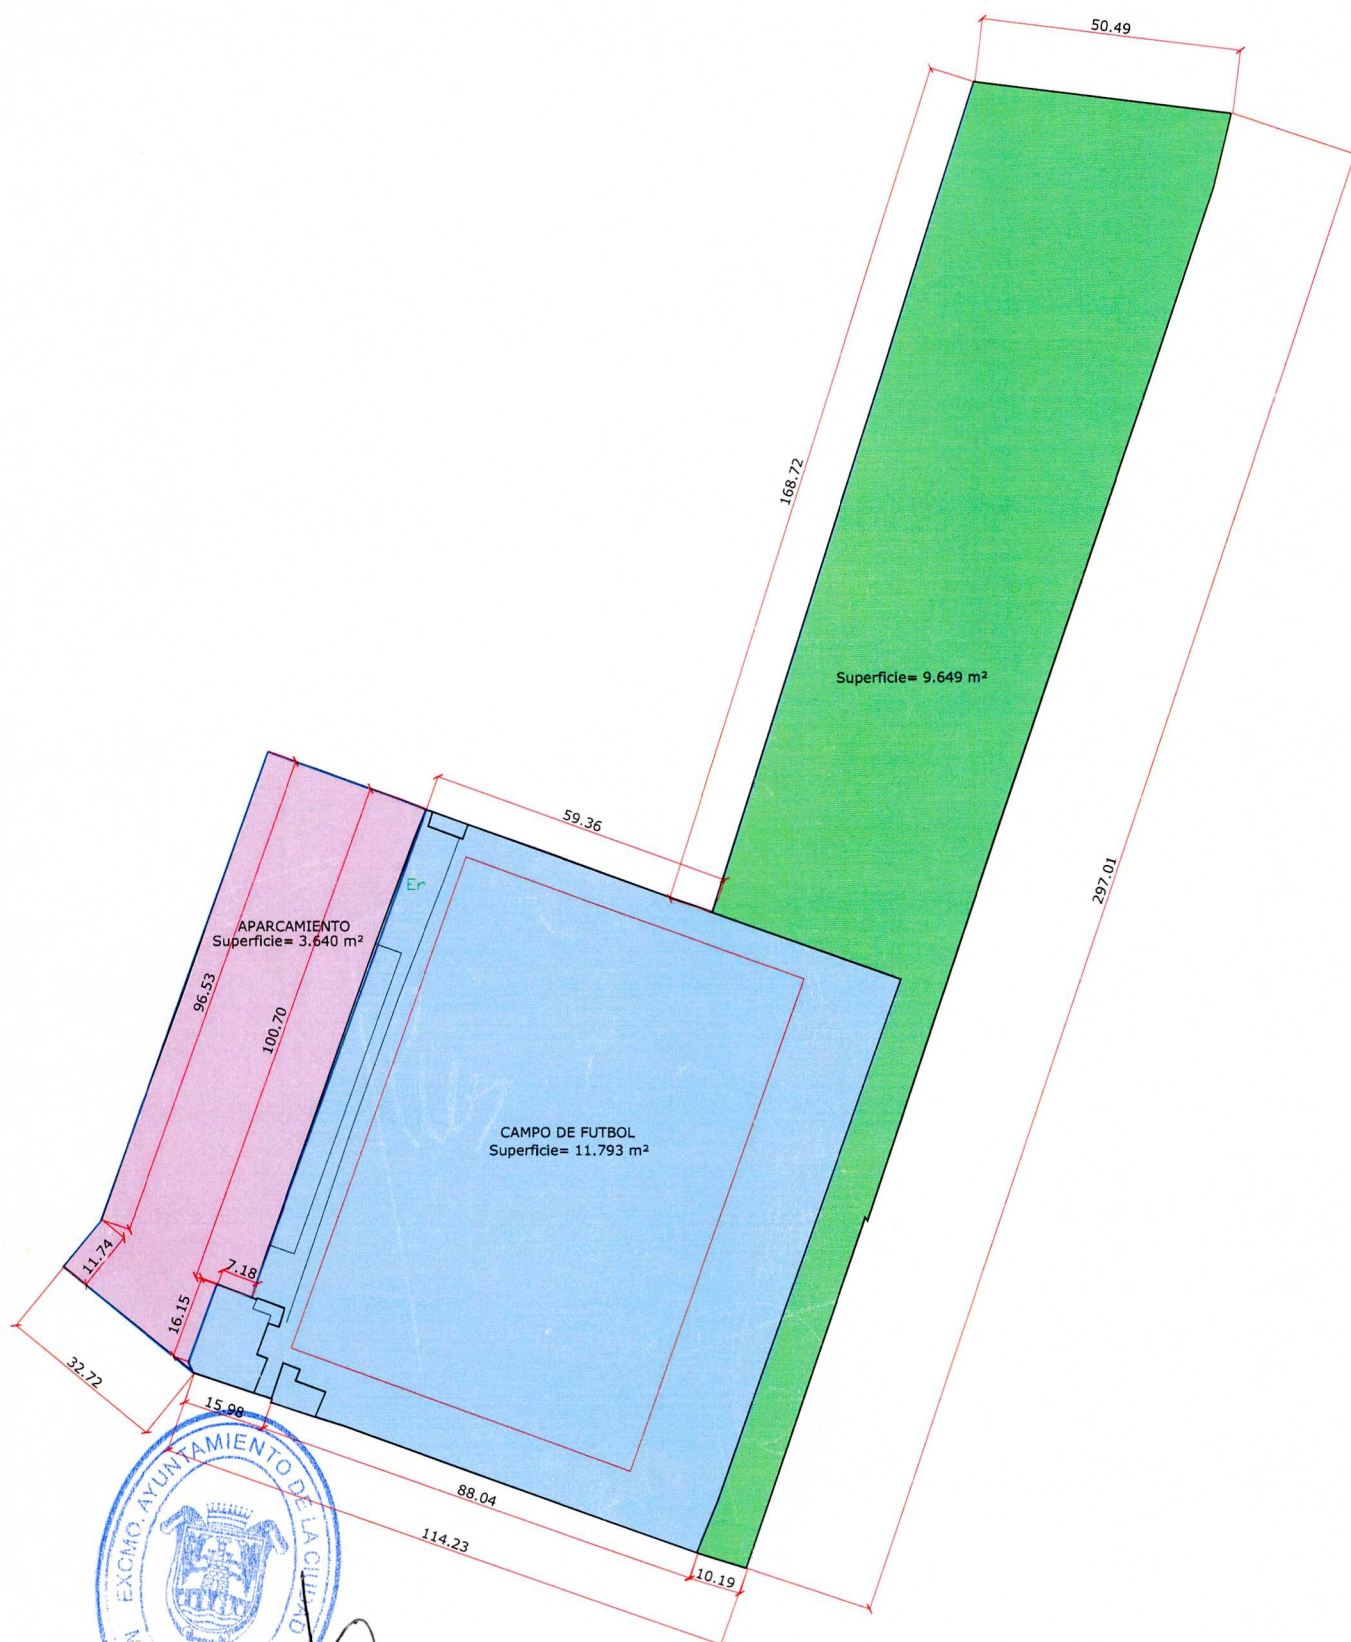 50.49
168.72
Superficie= 9.649 m²
59.36
297.01
Er
APARCAMIENTO
Superficie= 3.640 m²
96.53
100.70
CAMPO DE FUTBOL
Superficie= 11.793 m²
11.74
7.18
16.15
32.72
15.98
88.04
114.23
10.19
EXCMO. AYUNTAMIENTO DE LA CIUDAD